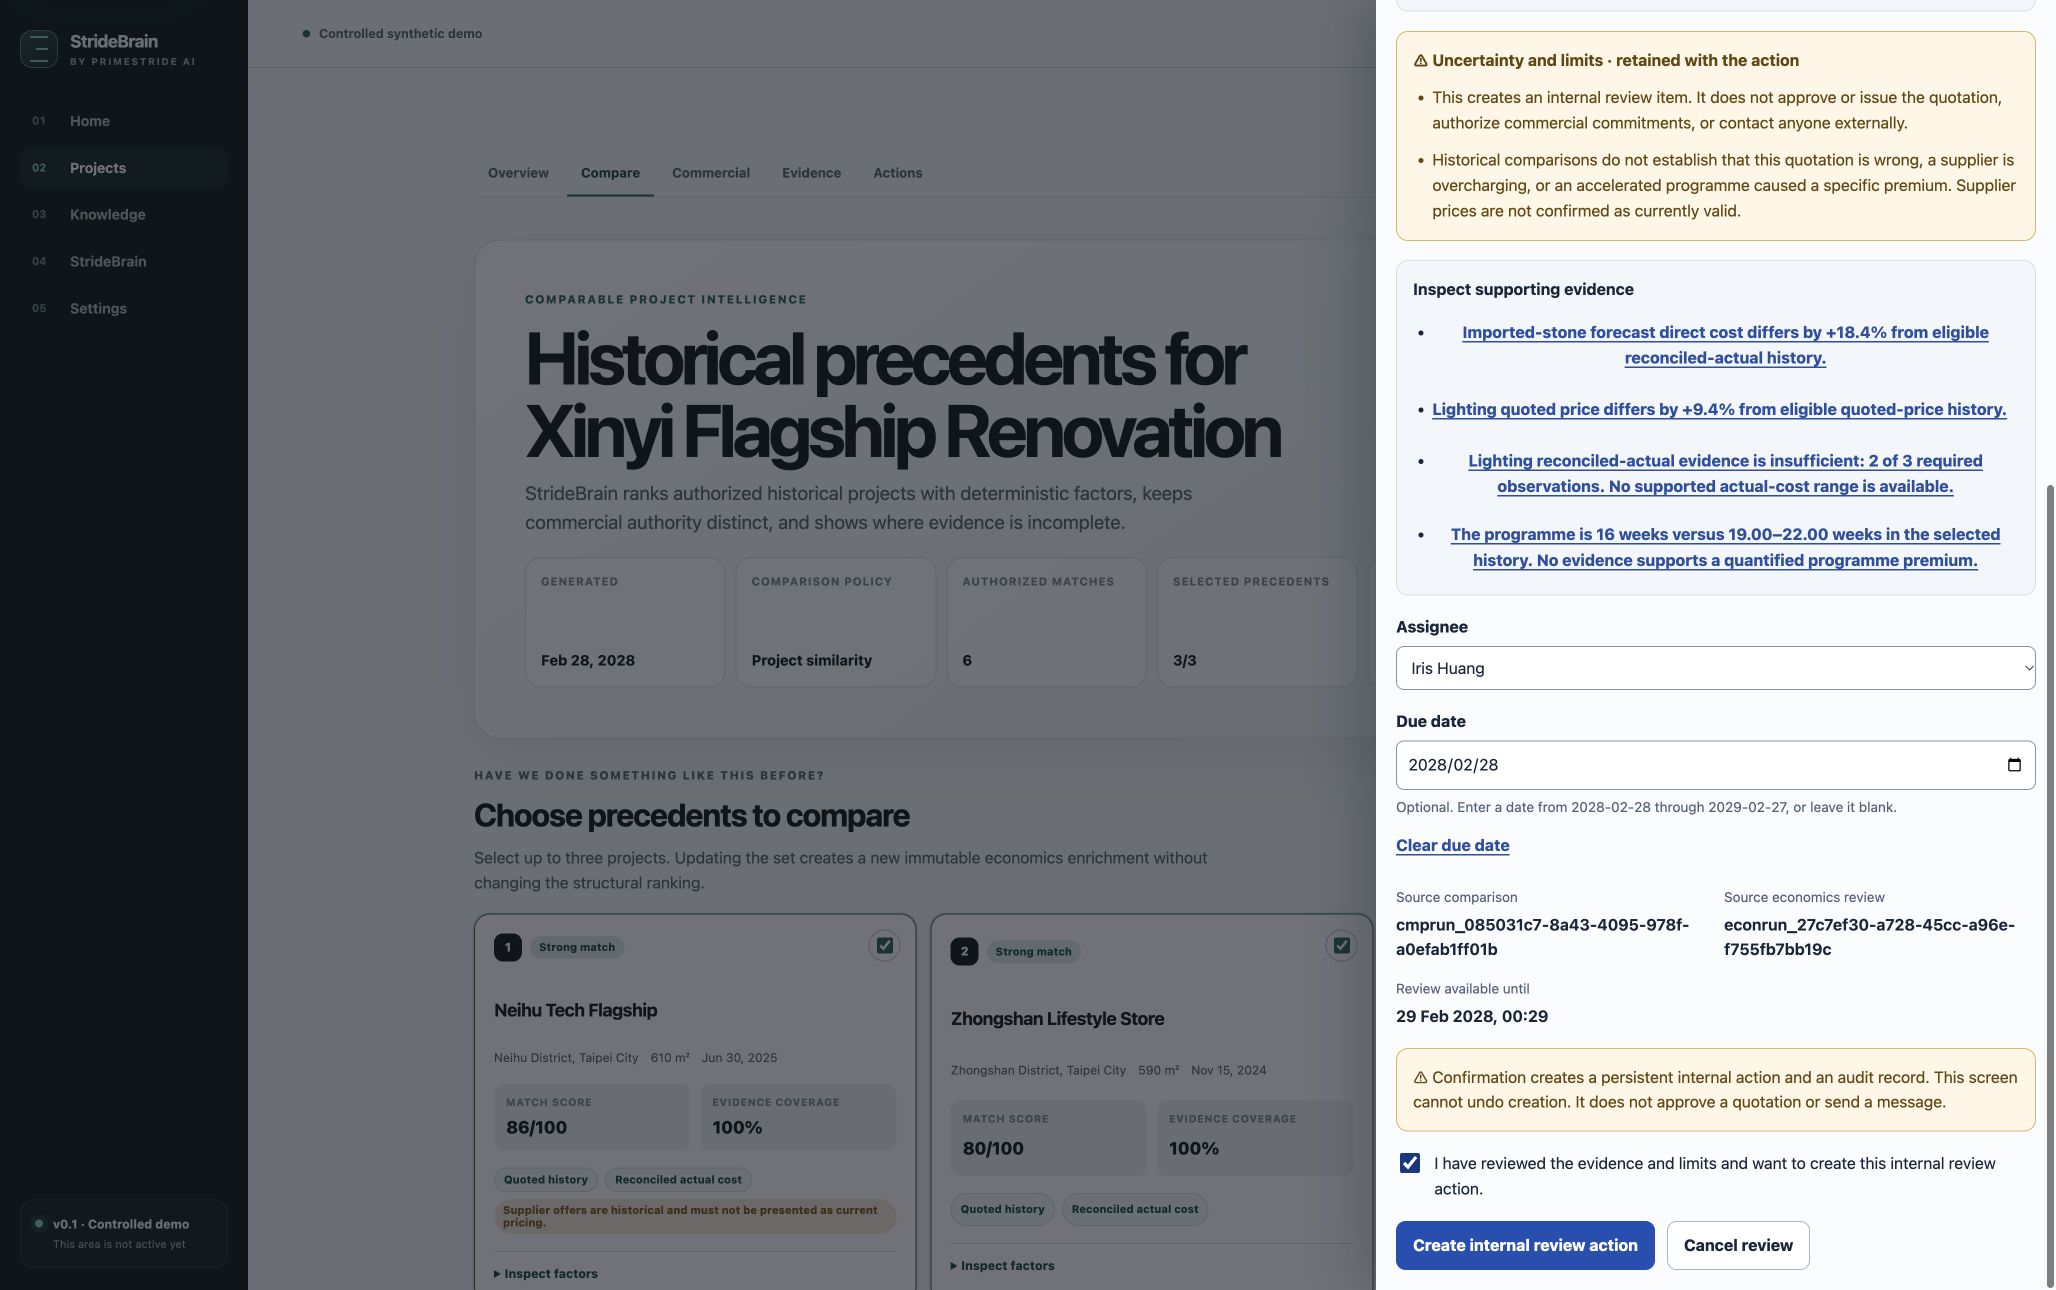 StrideBrain
BY PRIMESTRIDE AI
01 Home
02 Projects
03 Knowledge
04 StrideBrain
05 Settings
v0.1 · Controlled demo
This area is not active yet
Controlled synthetic demo
Overview Compare Commercial Evidence Actions
COMPARABLE PROJECT INTELLIGENCE
Historical precedents for
Xinyi Flagship Renovation
StrideBrain ranks authorized historical projects with deterministic factors, keeps
commercial authority distinct, and shows where evidence is incomplete.
GENERATED
Feb 28, 2028
COMPARISON POLICY
Project similarity
AUTHORIZED MATCHES
6
SELECTED PRECEDENTS
3/3
HAVE WE DONE SOMETHING LIKE THIS BEFORE?
Choose precedents to compare
Select up to three projects. Updating the set creates a new immutable economics enrichment without
changing the structural ranking.
1 Strong match
Neihu Tech Flagship
Neihu District, Taipei City 610 m² Jun 30, 2025
MATCH SCORE
86/100
EVIDENCE COVERAGE
100%
Quoted history Reconciled actual cost
Supplier offers are historical and must not be presented as current
pricing.
▸ Inspect factors
2 Strong match
Zhongshan Lifestyle Store
Zhongshan District, Taipei City 590 m² Nov 15, 2024
MATCH SCORE
80/100
EVIDENCE COVERAGE
100%
Quoted history Reconciled actual cost
▸ Inspect factors
⚠ Uncertainty and limits · retained with the action
• This creates an internal review item. It does not approve or issue the quotation,
authorize commercial commitments, or contact anyone externally.
• Historical comparisons do not establish that this quotation is wrong, a supplier is
overcharging, or an accelerated programme caused a specific premium. Supplier
prices are not confirmed as currently valid.
Inspect supporting evidence
• Imported-stone forecast direct cost differs by +18.4% from eligible
reconciled-actual history.
• Lighting quoted price differs by +9.4% from eligible quoted-price history.
• Lighting reconciled-actual evidence is insufficient: 2 of 3 required
observations. No supported actual-cost range is available.
• The programme is 16 weeks versus 19.00–22.00 weeks in the selected
history. No evidence supports a quantified programme premium.
Assignee
Iris Huang
Due date
2028/02/28
Optional. Enter a date from 2028-02-28 through 2029-02-27, or leave it blank.
Clear due date
Source comparison
cmprun_085031c7-8a43-4095-978f-
a0efab1ff01b
Source economics review
econrun_27c7ef30-a728-45cc-a96e-
f755fb7bb19c
Review available until
29 Feb 2028, 00:29
⚠ Confirmation creates a persistent internal action and an audit record. This screen
cannot undo creation. It does not approve a quotation or send a message.
I have reviewed the evidence and limits and want to create this internal review
action.
Create internal review action
Cancel review